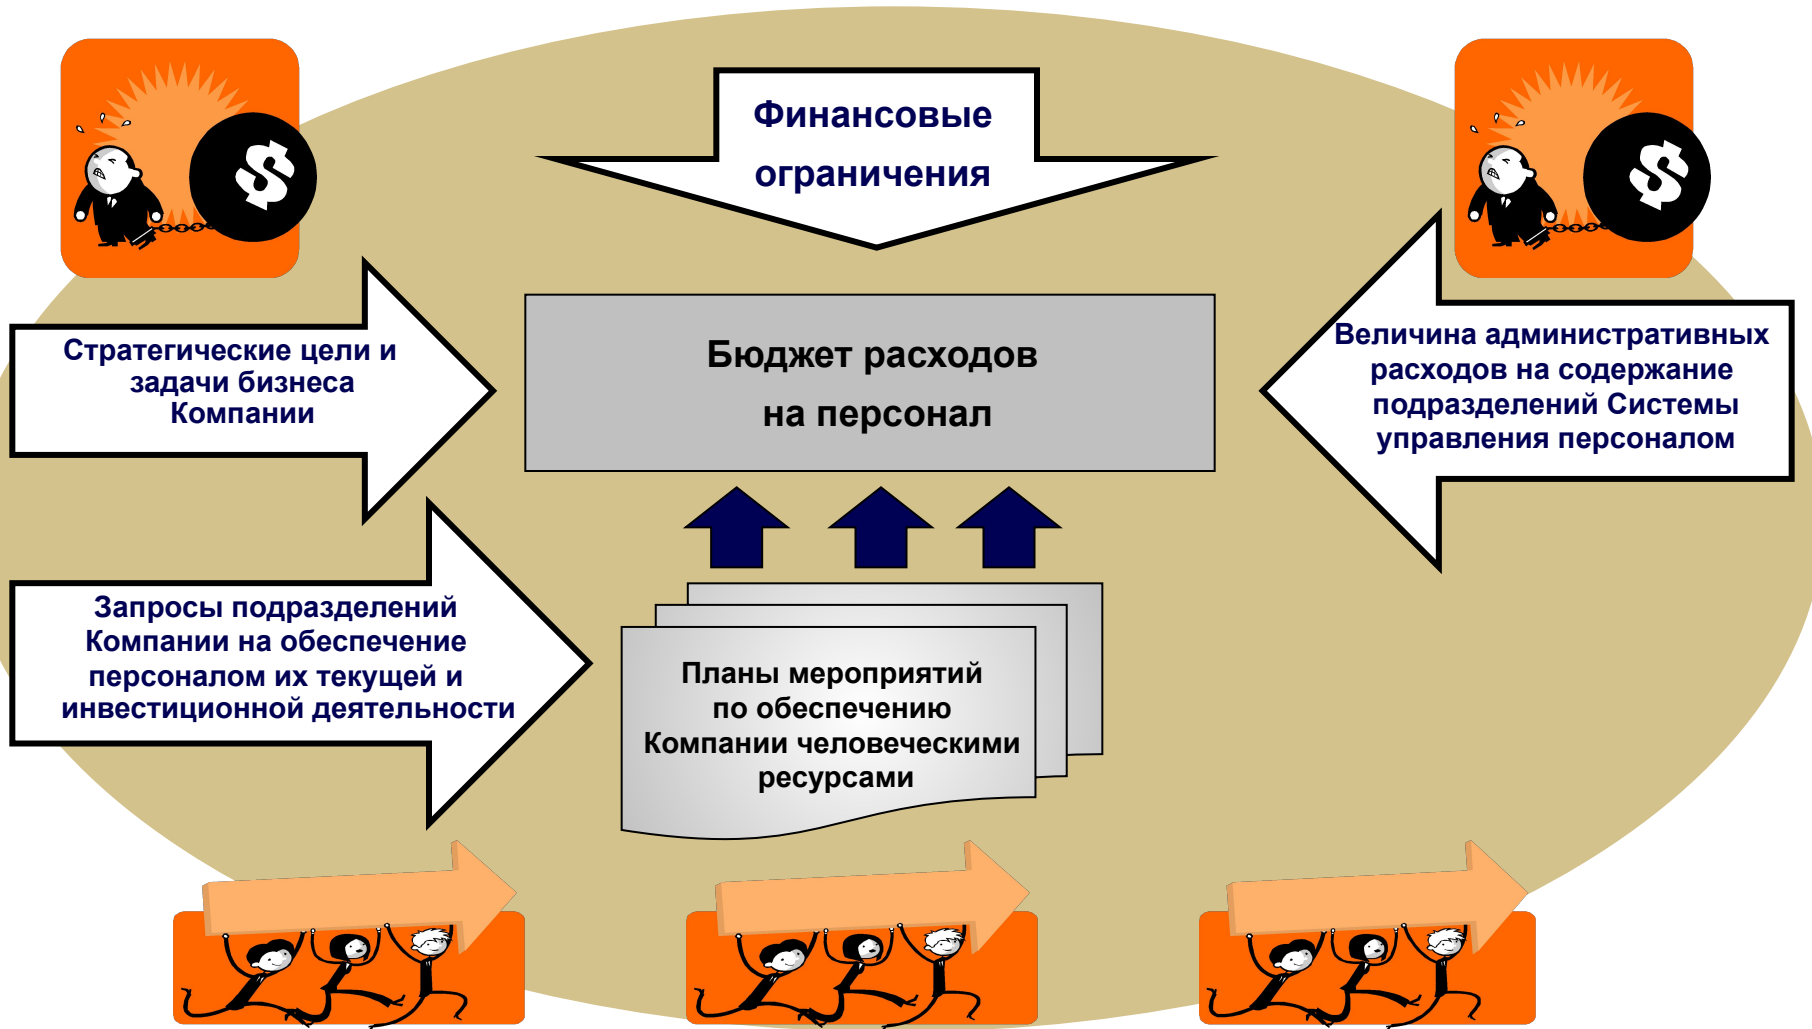 Финансовые
ограничения
Стратегические цели и
задачи бизнеса
Компании
Бюджет расходов
на персонал
Величина административных
расходов на содержание
подразделений Системы
управления персоналом
Запросы подразделений
Компании на обеспечение
персоналом их текущей и
инвестиционной деятельности
Планы мероприятий
по обеспечению
Компании человеческими
ресурсами
$
$